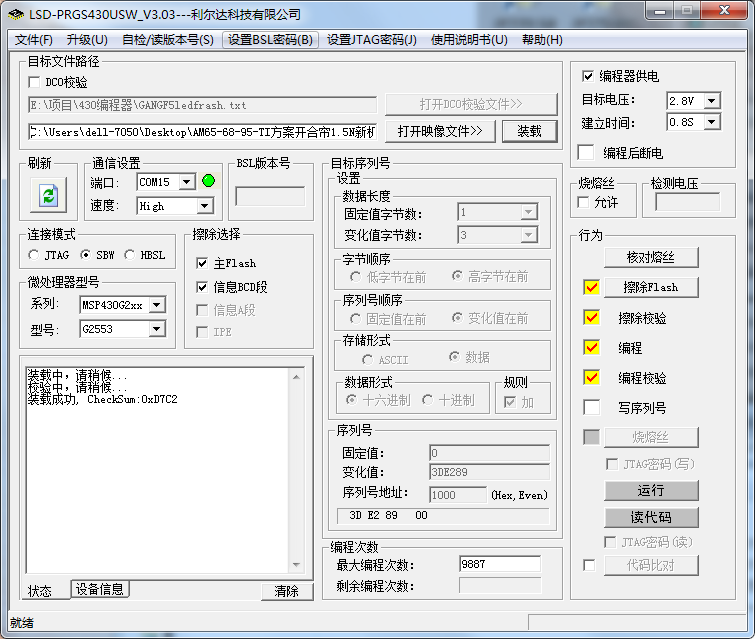 LSD-PRGS430USW_V3.03---利尔达科技有限公司
文件(F) 升级(U) 自检/读版本号(S) 设置BSL密码(B) 设置JTAG密码(J) 使用说明书(U) 帮助(H)
目标文件路径
DCO校验
E:\项目\430编程器\GANGF5ledfrash.txt
打开DCO校验文件>>
C:\Users\dell-7050\Desktop\AM65-68-95-TI方案开合帘1.5N新机
打开映像文件>>
装载
编程器供电
目标电压: 2.8V
建立时间: 0.8S
编程后断电
刷新
通信设置
端口: COM15
速度: High
BSL版本号
烧熔丝
允许
检测电压
连接模式
JTAG SBW HBSL
微处理器型号
系列: MSP430G2xx
型号: G2553
擦除选择
主Flash
信息BCD段
信息A段
IPE
装载中，请稍候...
校验中，请稍候...
装载成功, CheckSum:0xD7C2
状态 设备信息
清除
目标序列号
设置
数据长度
固定值字节数: 1
变化值字节数: 3
字节顺序
低字节在前 高字节在前
序列号顺序
固定值在前 变化值在前
存储形式
ASCII 数据
数据形式
十六进制 十进制
规则
加
序列号
固定值: 0
变化值: 3DE289
序列号地址: 1000 (Hex,Even)
3D E2 89 00
编程次数
最大编程次数: 9887
剩余编程次数:
行为
核对熔丝
擦除Flash
擦除校验
编程
编程校验
写序列号
烧熔丝
JTAG密码(写)
运行
读代码
JTAG密码(读)
代码比对
就绪